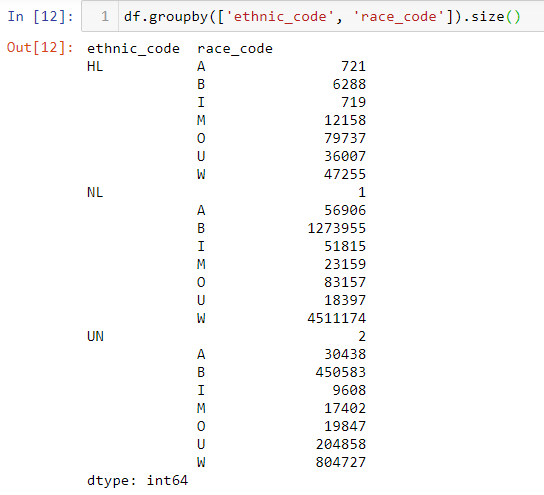 In [12]: 1 df.groupby(['ethnic_code', 'race_code']).size()
Out[12]: ethnic_code race_code
HL A 721
B 6288
I 719
M 12158
O 79737
U 36007
W 47255
NL 1
A 56906
B 1273955
I 51815
M 23159
O 83157
U 18397
W 4511174
UN 2
A 30438
B 450583
I 9608
M 17402
O 19847
U 204858
W 804727
dtype: int64